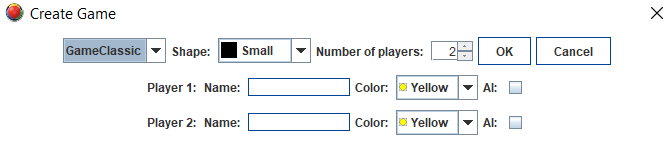 Create Game
GameClassic Shape: Small Number of players: 2 OK Cancel
Player 1: Name: Color: Yellow AI:
Player 2: Name: Color: Yellow AI: